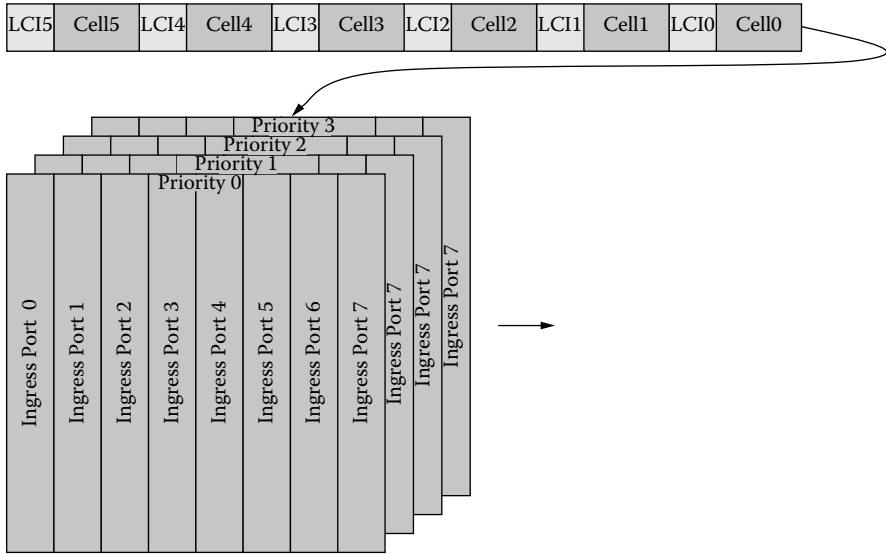 LCI5 Cell5 LCI4 Cell4 LCI3 Cell3 LCI2 Cell2 LCI1 Cell1 LCI0 Cell0
Priority 3
Priority 2
Priority 1
Priority 0
Ingress Port 0
Ingress Port 1
Ingress Port 2
Ingress Port 3
Ingress Port 4
Ingress Port 5
Ingress Port 6
Ingress Port 7
Ingress Port 7
Ingress Port 7
Ingress Port 7